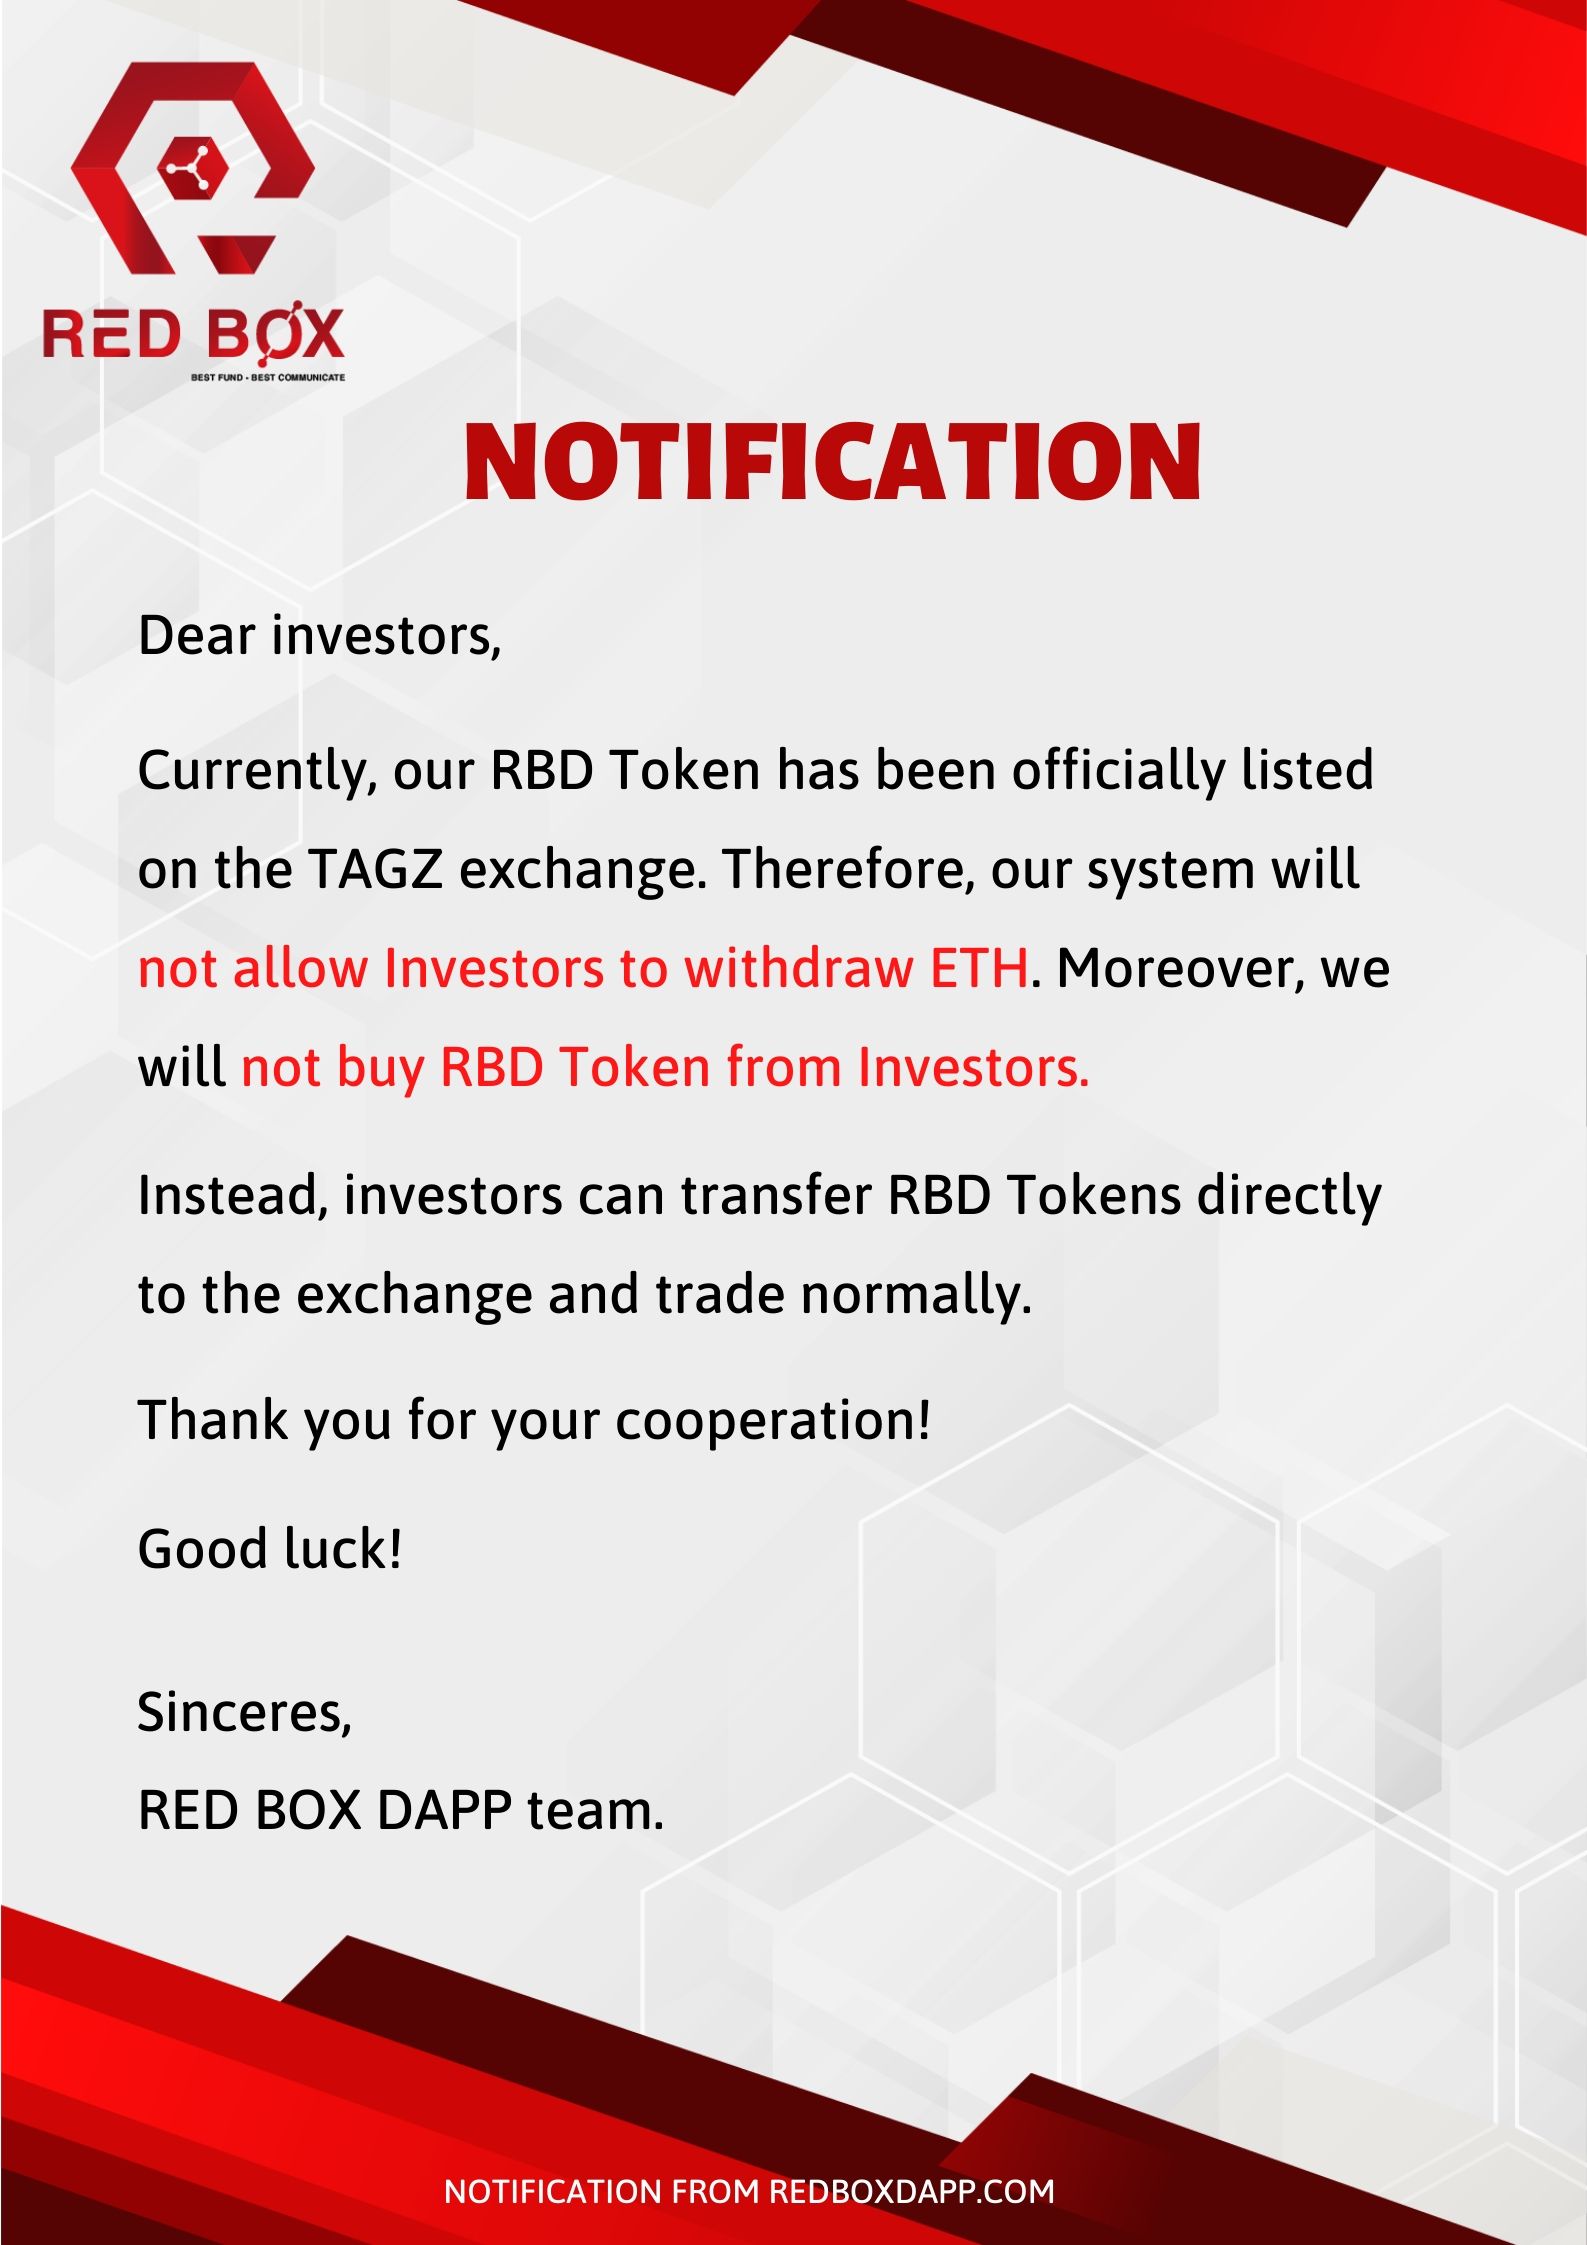 RED BOX
BEST FUND - BEST COMMUNICATE
NOTIFICATION
Dear investors,
Currently, our RBD Token has been officially listed
on the TAGZ exchange. Therefore, our system will
not allow Investors to withdraw ETH. Moreover, we
will not buy RBD Token from Investors.
Instead, investors can transfer RBD Tokens directly
to the exchange and trade normally.
Thank you for your cooperation!
Good luck!
Sinceres,
RED BOX DAPP team.
NOTIFICATION FROM REDBOXDAPP.COM